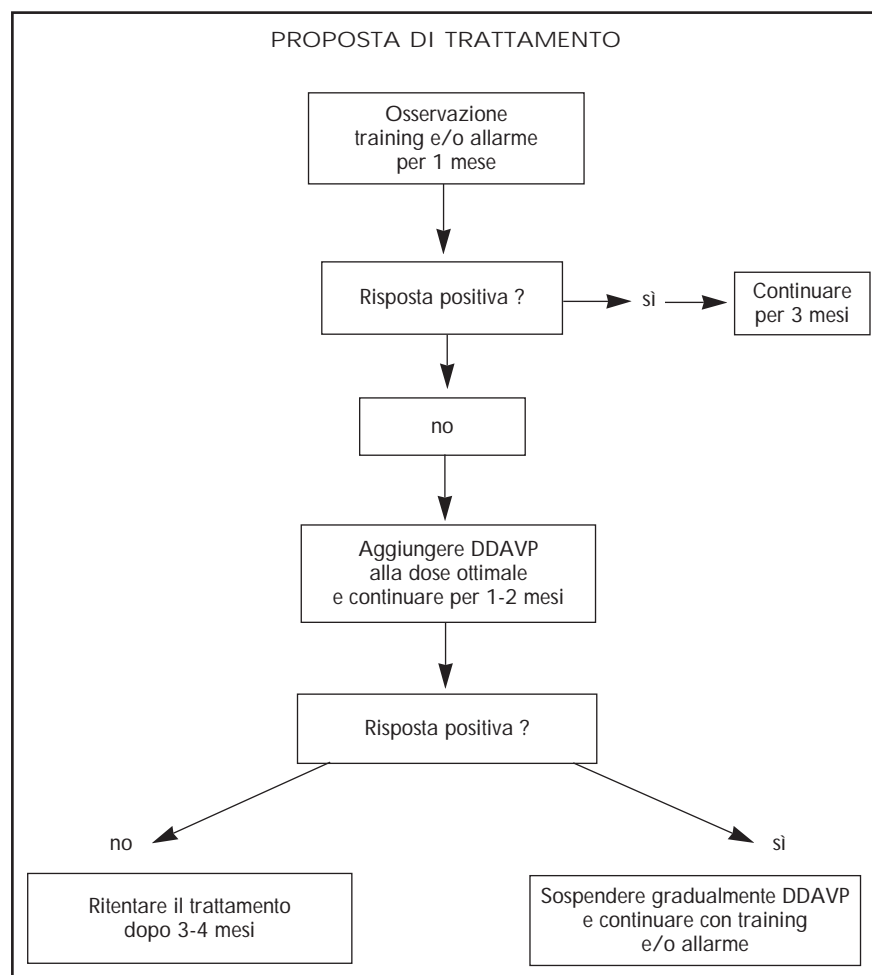 PROPOSTA DI TRATTAMENTO
Osservazione
training e/o allarme
per 1 mese
Risposta positiva ?
sì
Continuare
per 3 mesi
no
Aggiungere DDAVP
alla dose ottimale
e continuare per 1-2 mesi
Risposta positiva ?
no
sì
Ritentare il trattamento
dopo 3-4 mesi
Sospendere gradualmente DDAVP
e continuare con training
e/o allarme